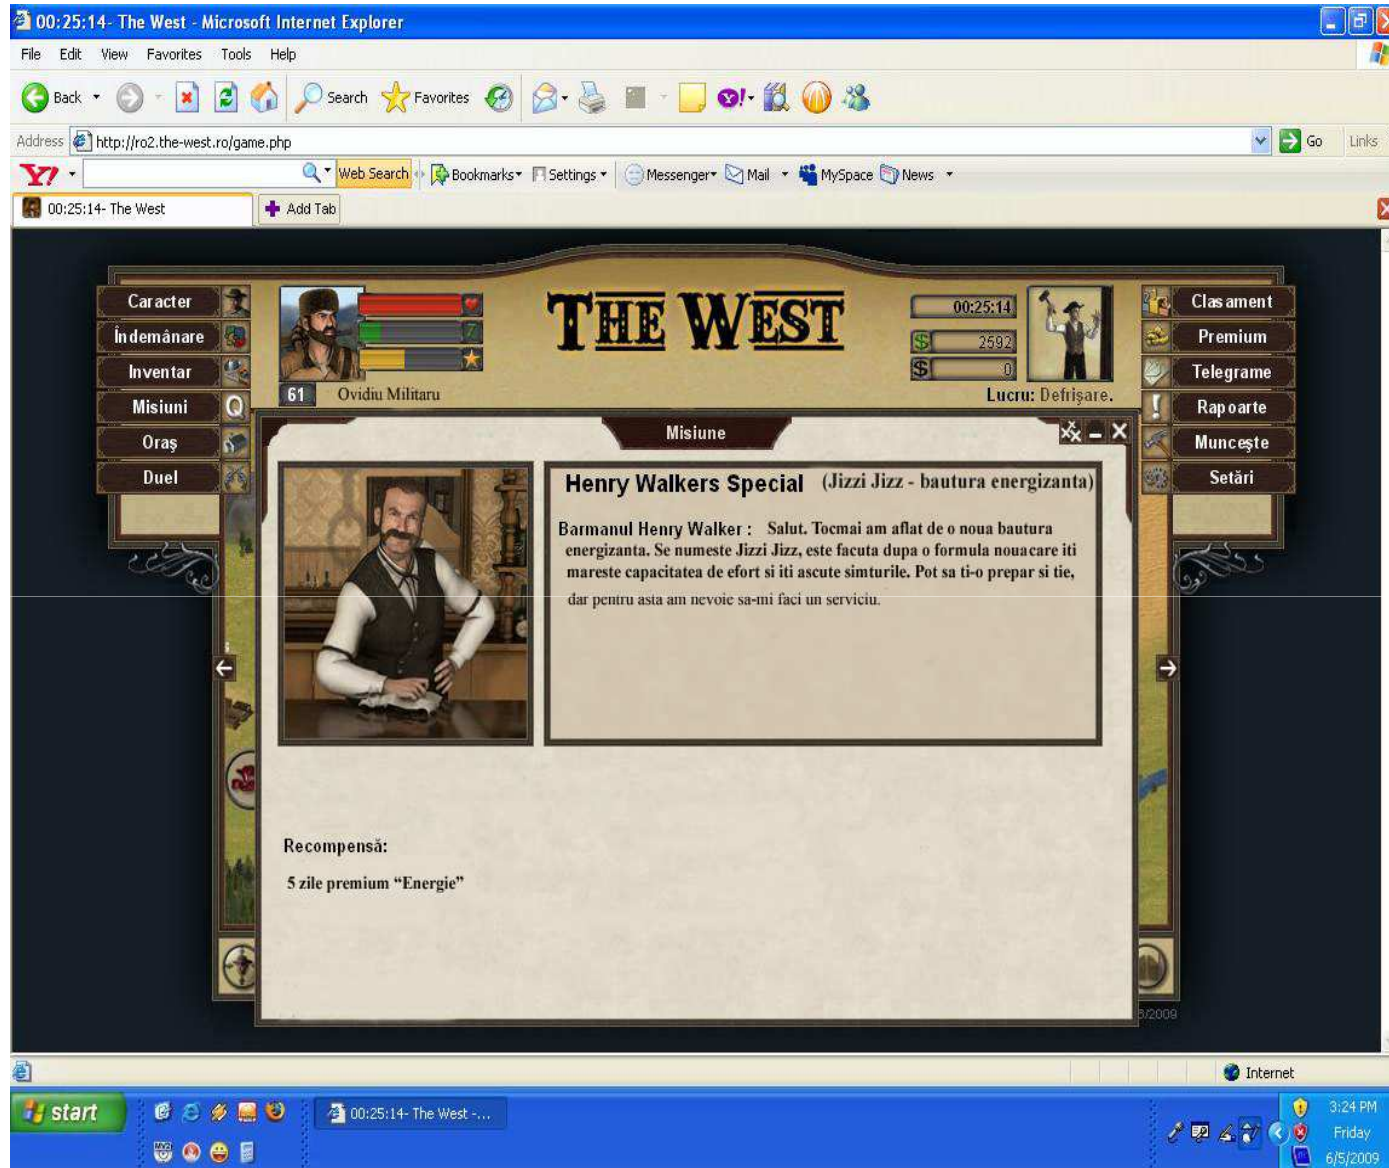 00:25:14- The West - Microsoft Internet Explorer
File Edit View Favorites Tools Help
Back Search Favorites
Address http://ro2.the-west.ro/game.php Go Links
Y! Web Search Bookmarks Settings Messenger Mail MySpace News
00:25:14- The West Add Tab
THE WEST
Caracter
Îndemânare
Inventar
Misiuni Q
Oraş
Duel
7
61 Ovidiu Militaru
00:25:14
$ 2592
$ 0
Lucru: Defrişare.
Clasament
Premium
Telegrame
Rapoarte
Munceşte
Setări
Misiune
Henry Walkers Special (Jizzi Jizz - bautura energizanta)
Barmanul Henry Walker : Salut. Tocmai am aflat de o noua bautura
energizanta. Se numeste Jizzi Jizz, este facuta dupa o formula nouacare iti
mareste capacitatea de efort si iti ascute simturile. Pot sa ti-o prepar si tie,
dar pentru asta am nevoie sa-mi faci un serviciu.
Recompensă:
5 zile premium “Energie”
/2009
Internet
start 00:25:14- The West -...
3:24 PM
Friday
6/5/2009